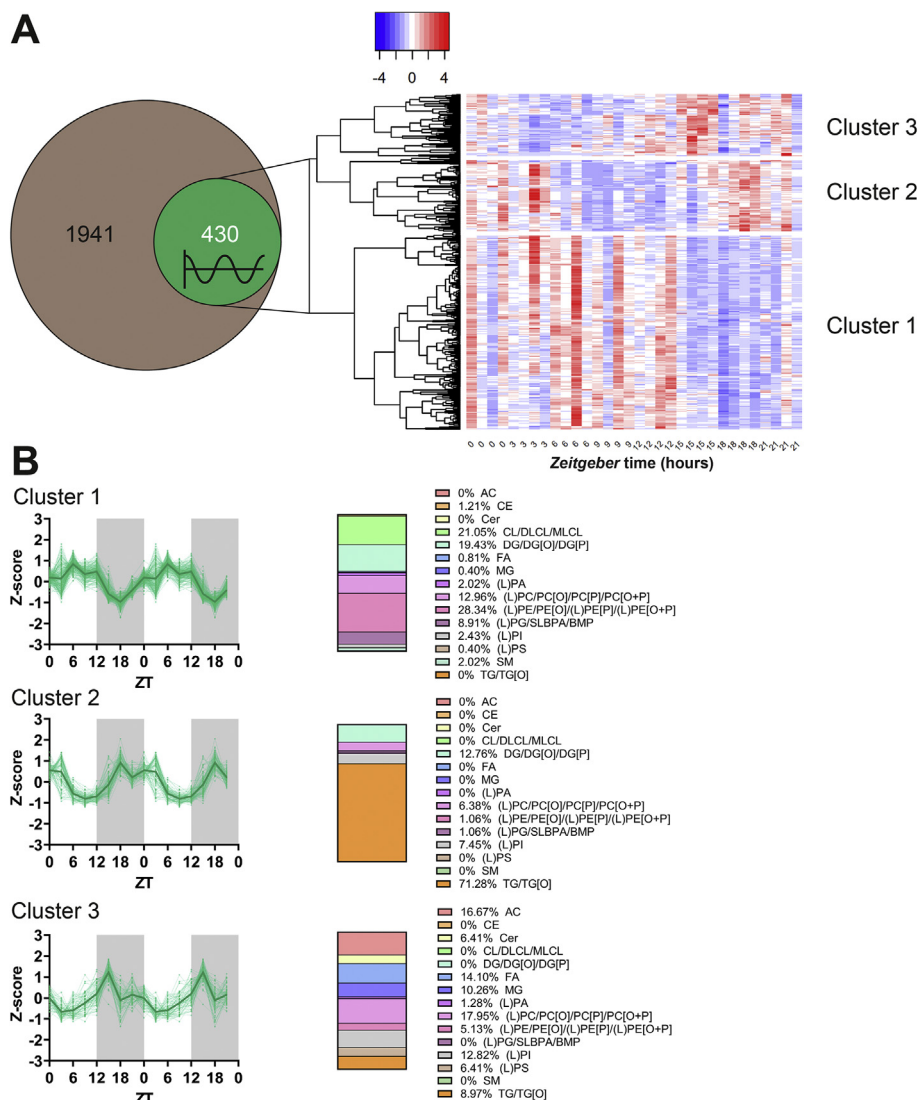 A
-4 0 4
1941
430
Cluster 3
Cluster 2
Cluster 1
0 0 0 0 3 3 3 3 6 6 6 6 9 9 9 9 12 12 12 12 15 15 15 15 18 18 18 18 21 21 21 21
Zeitgeber time (hours)
B
Cluster 1
Z-score
3
2
1
0
-1
-2
-3
0 6 12 18 0 6 12 18 0
ZT
0% AC
1.21% CE
0% Cer
21.05% CL/DLCL/MLCL
19.43% DG/DG[O]/DG[P]
0.81% FA
0.40% MG
2.02% (L)PA
12.96% (L)PC/PC[O]/PC[P]/PC[O+P]
28.34% (L)PE/PE[O]/(L)PE[P]/(L)PE[O+P]
8.91% (L)PG/SLBPA/BMP
2.43% (L)PI
0.40% (L)PS
2.02% SM
0% TG/TG[O]
Cluster 2
Z-score
3
2
1
0
-1
-2
-3
0 6 12 18 0 6 12 18 0
ZT
0% AC
0% CE
0% Cer
0% CL/DLCL/MLCL
12.76% DG/DG[O]/DG[P]
0% FA
0% MG
0% (L)PA
6.38% (L)PC/PC[O]/PC[P]/PC[O+P]
1.06% (L)PE/PE[O]/(L)PE[P]/(L)PE[O+P]
1.06% (L)PG/SLBPA/BMP
7.45% (L)PI
0% (L)PS
0% SM
71.28% TG/TG[O]
Cluster 3
Z-score
3
2
1
0
-1
-2
-3
0 6 12 18 0 6 12 18 0
ZT
16.67% AC
0% CE
6.41% Cer
0% CL/DLCL/MLCL
0% DG/DG[O]/DG[P]
14.10% FA
10.26% MG
1.28% (L)PA
17.95% (L)PC/PC[O]/PC[P]/PC[O+P]
5.13% (L)PE/PE[O]/(L)PE[P]/(L)PE[O+P]
0% (L)PG/SLBPA/BMP
12.82% (L)PI
6.41% (L)PS
0% SM
8.97% TG/TG[O]